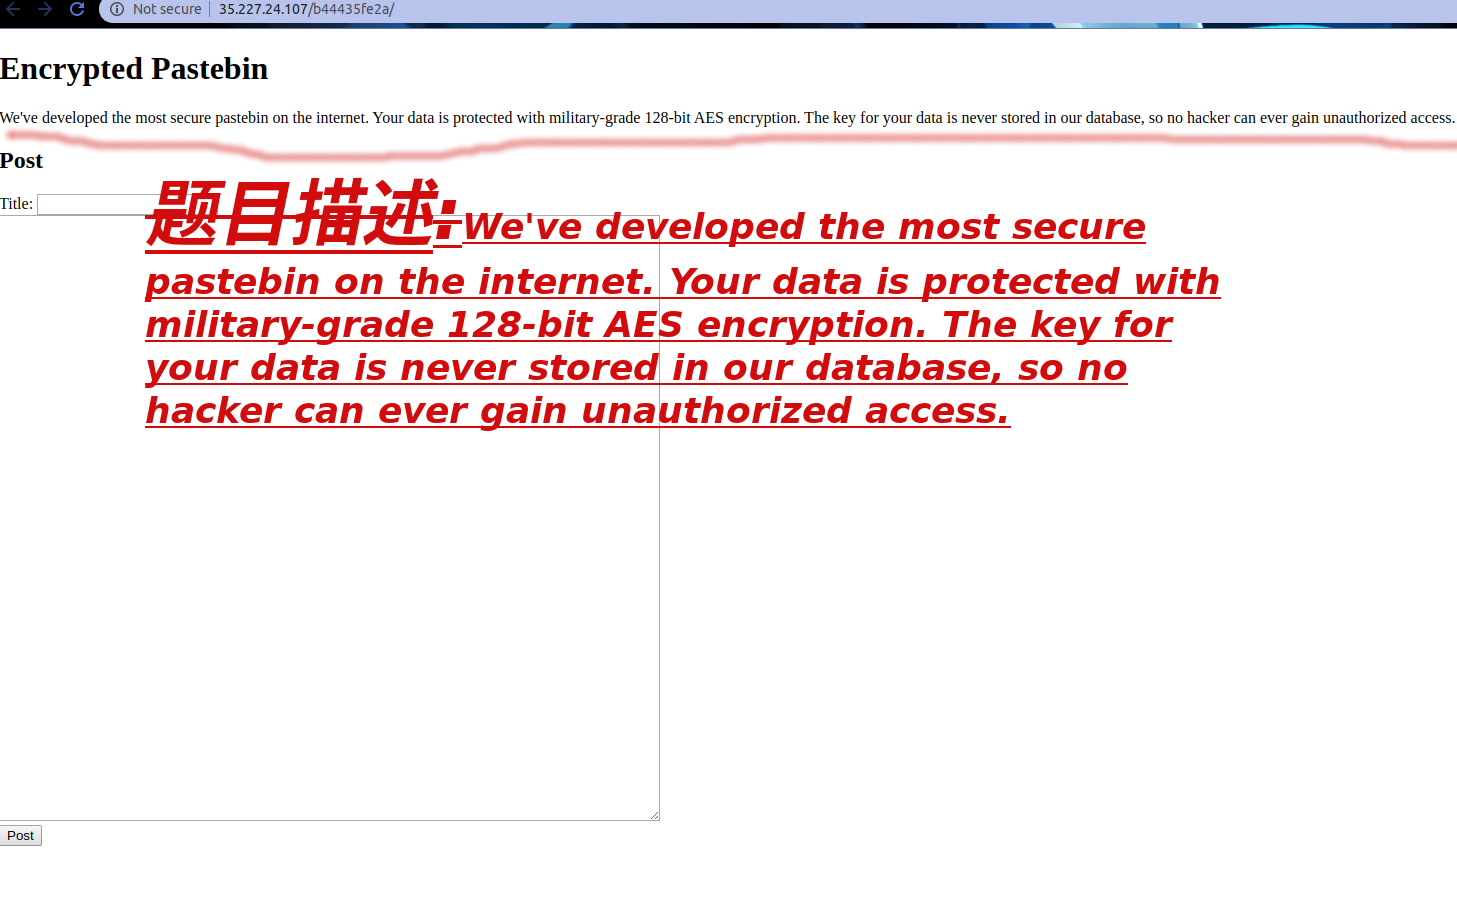 Not secure 35.227.24.107/b44435fe2a/
Encrypted Pastebin
We've developed the most secure pastebin on the internet. Your data is protected with military-grade 128-bit AES encryption. The key for your data is never stored in our database, so no hacker can ever gain unauthorized access.
Post
Title:
题目描述:We've developed the most secure
pastebin on the internet. Your data is protected with
military-grade 128-bit AES encryption. The key for
your data is never stored in our database, so no
hacker can ever gain unauthorized access.
Post